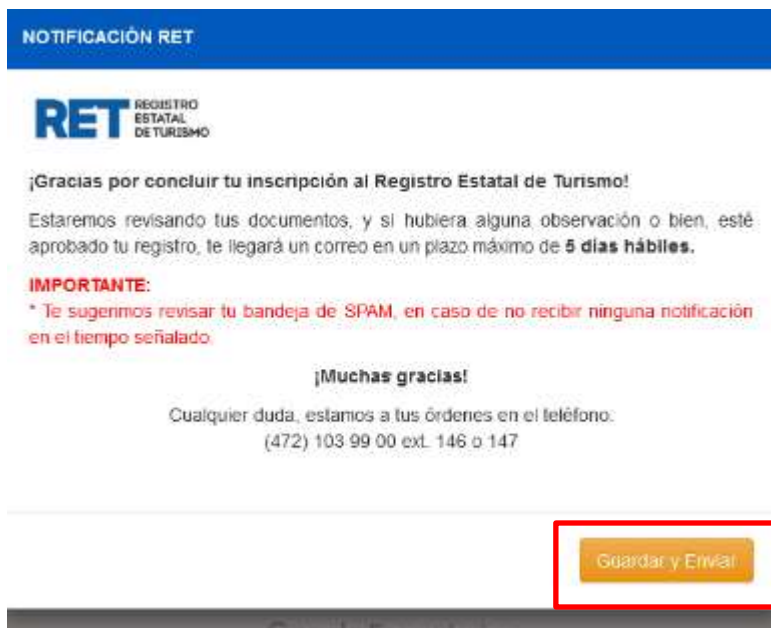 NOTIFICACIÓN RET
RET REGISTRO
ESTATAL
DE TURISMO
¡Gracias por concluir tu inscripción al Registro Estatal de Turismo!
Estaremos revisando tus documentos, y si hubiera alguna observación o bien, esté
aprobado tu registro, te llegará un correo en un plazo máximo de 5 días hábiles.
IMPORTANTE:
* Te sugerimos revisar tu bandeja de SPAM, en caso de no recibir ninguna notificación
en el tiempo señalado.
¡Muchas gracias!
Cualquier duda, estamos a tus órdenes en el teléfono:
(472) 103 99 00 ext. 146 o 147
Guardar y Enviar